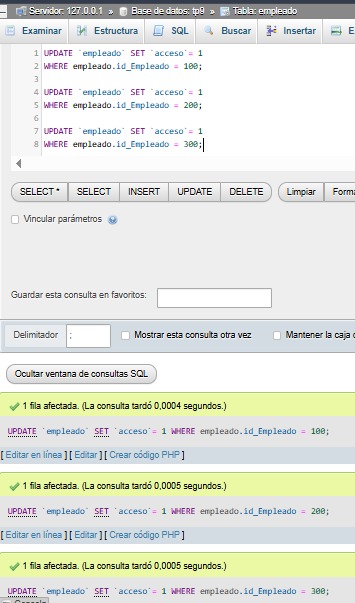 Servidor: 127.0.0.1 » Base de datos: tp9 » Tabla: empleado
Examinar Estructura SQL Buscar Insertar E
1 UPDATE `empleado` SET `acceso`= 1
2 WHERE empleado.id_Empleado = 100;
3
4 UPDATE `empleado` SET `acceso`= 1
5 WHERE empleado.id_Empleado = 200;
6
7 UPDATE `empleado` SET `acceso`= 1
8 WHERE empleado.id_Empleado = 300;
SELECT * SELECT INSERT UPDATE DELETE Limpiar Forma
Vincular parámetros
Guardar esta consulta en favoritos:
Delimitador ; Mostrar esta consulta otra vez Mantener la caja d
Ocultar ventana de consultas SQL
1 fila afectada. (La consulta tardó 0,0004 segundos.)
UPDATE `empleado` SET `acceso`= 1 WHERE empleado.id_Empleado = 100;
[ Editar en línea ] [ Editar ] [ Crear código PHP ]
1 fila afectada. (La consulta tardó 0,0005 segundos.)
UPDATE `empleado` SET `acceso`= 1 WHERE empleado.id_Empleado = 200;
[ Editar en línea ] [ Editar ] [ Crear código PHP ]
1 fila afectada. (La consulta tardó 0,0005 segundos.)
UPDATE `empleado` SET `acceso`= 1 WHERE empleado.id_Empleado = 300;
Consola